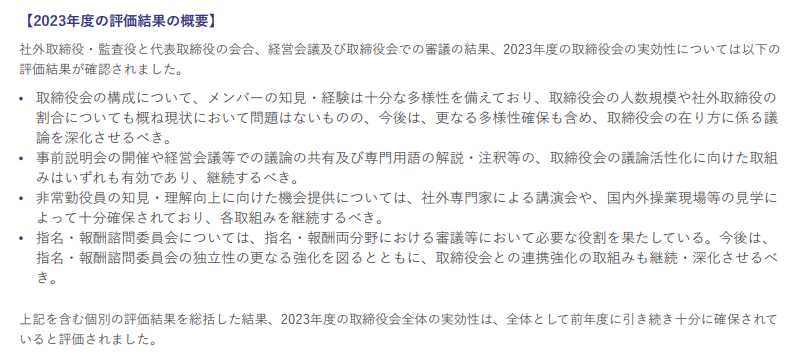 【2023年度の評価結果の概要】
社外取締役・監査役と代表取締役の会合、経営会議及び取締役会での審議の結果、2023年度の取締役会の実効性については以下の
評価結果が確認されました。
• 取締役会の構成について、メンバーの知見・経験は十分な多様性を備えており、取締役会の人数規模や社外取締役の
割合についても概ね現状において問題はないものの、今後は、更なる多様性確保も含め、取締役会の在り方に係る議
論を深化させるべき。
• 事前説明会の開催や経営会議等での議論の共有及び専門用語の解説・注釈等の、取締役会の議論活性化に向けた取組
みはいずれも有効であり、継続するべき。
• 非常勤役員の知見・理解向上に向けた機会提供については、社外専門家による講演会や、国内外操業現場等の見学に
よって十分確保されており、各取組みを継続するべき。
• 指名・報酬諮問委員会については、指名・報酬両分野における審議等において必要な役割を果たしている。今後は、
指名・報酬諮問委員会の独立性の更なる強化を図るとともに、取締役会との連携強化の取組みも継続・深化させるべ
き。
上記を含む個別の評価結果を総括した結果、2023年度の取締役会全体の実効性は、全体として前年度に引き続き十分に確保されて
いると評価されました。